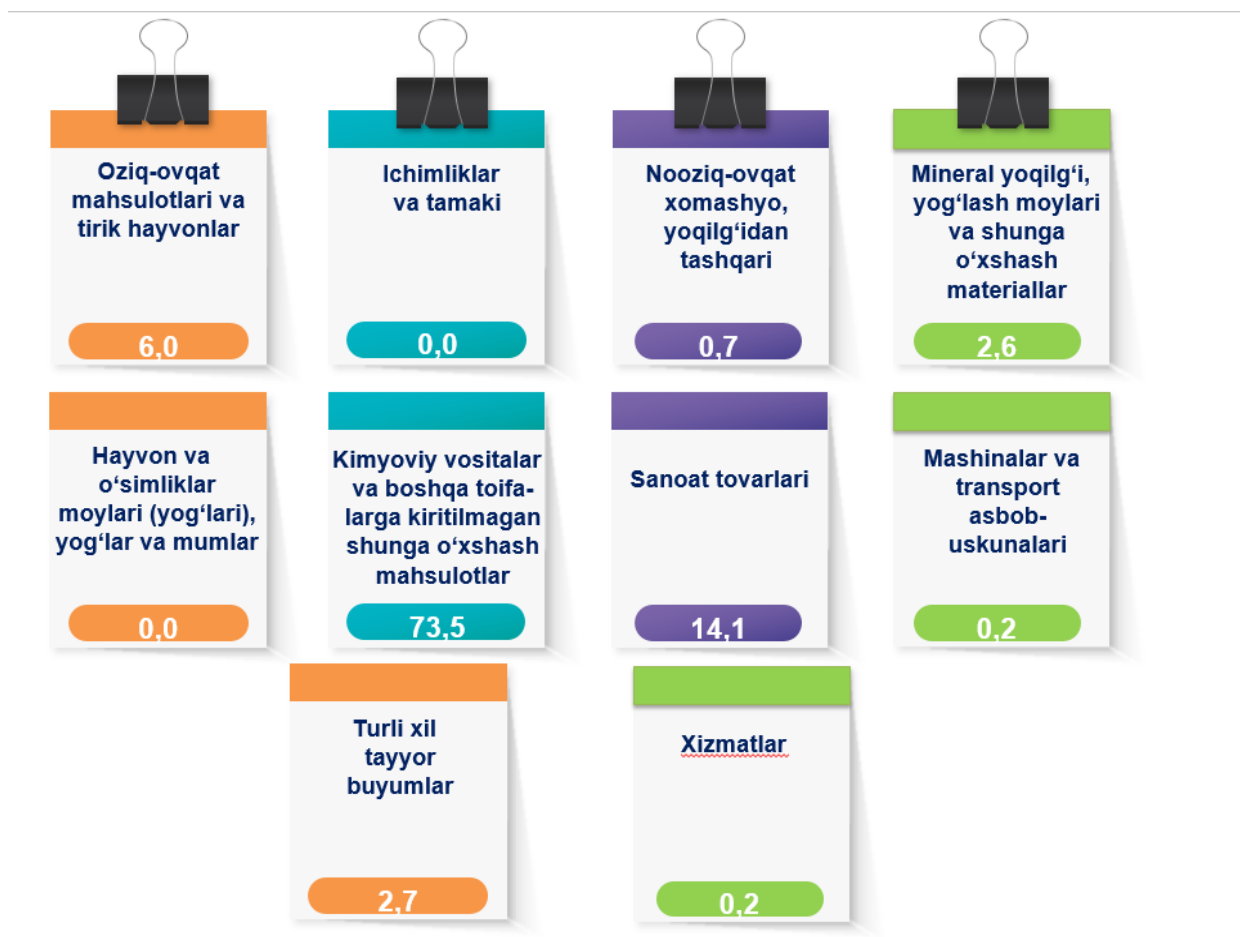 Oziq-ovqat
mahsulotlari va
tirik hayvonlar
6,0
Ichimliklar
va tamaki
0,0
Nooziq-ovqat
xomashyo,
yoqilg‘idan
tashqari
0,7
Mineral yoqilg‘i,
yog‘lash moylari
va shunga
o‘xshash
materiallar
2,6
Hayvon va
o‘simliklar
moylari (yog‘lari),
yog‘lar va mumlar
0,0
Kimyoviy vositalar
va boshqa toifa-
larga kiritilmagan
shunga o‘xshash
mahsulotlar
73,5
Sanoat tovarlari
14,1
Mashinalar va
transport
asbob-
uskunalari
0,2
Turli xil
tayyor
buyumlar
2,7
Xizmatlar
0,2